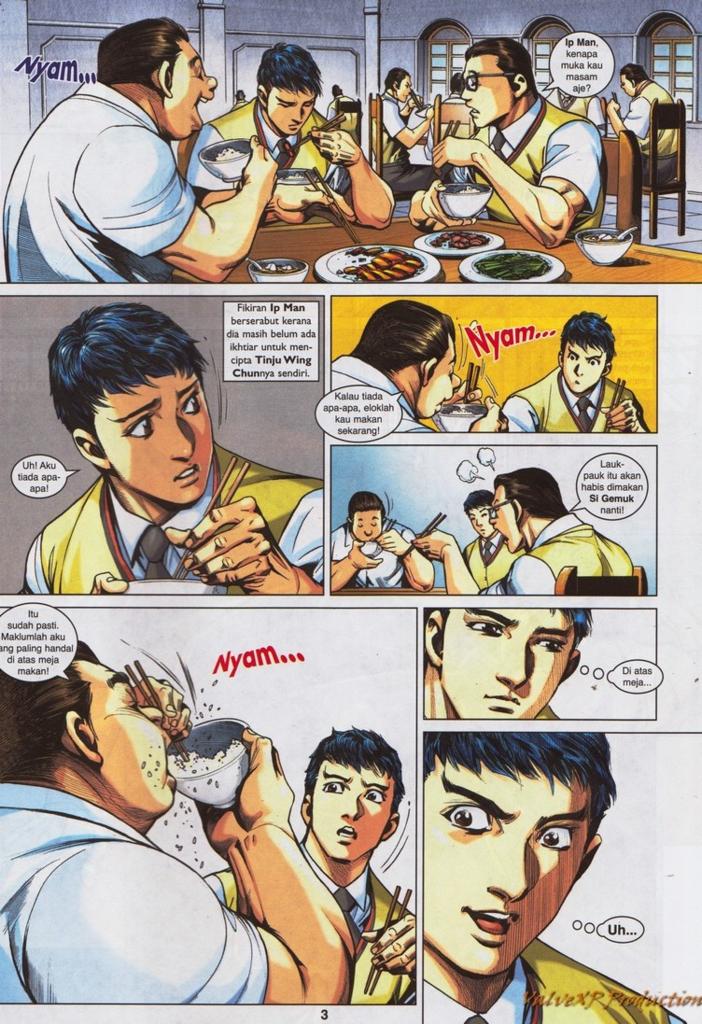 Nyam...
Ip Man,
kenapa
muka kau
masam
aje?
Fikiran Ip Man
berserabut kerana
dia masih belum ada
ikhtiar untuk men-
cipta Tinju Wing
Chunnya sendiri.
Uh! Aku
tiada apa-
apa!
Nyam...
Kalau tiada
apa-apa, eloklah
kau makan
sekarang!
Lauk-
pauk itu akan
habis dimakan
Si Gemuk
nanti!
Itu
sudah pasti.
Maklumlah aku
ang paling handal
di atas meja
makan!
Nyam...
Di atas
meja...
Uh...
3
ValveXP Production